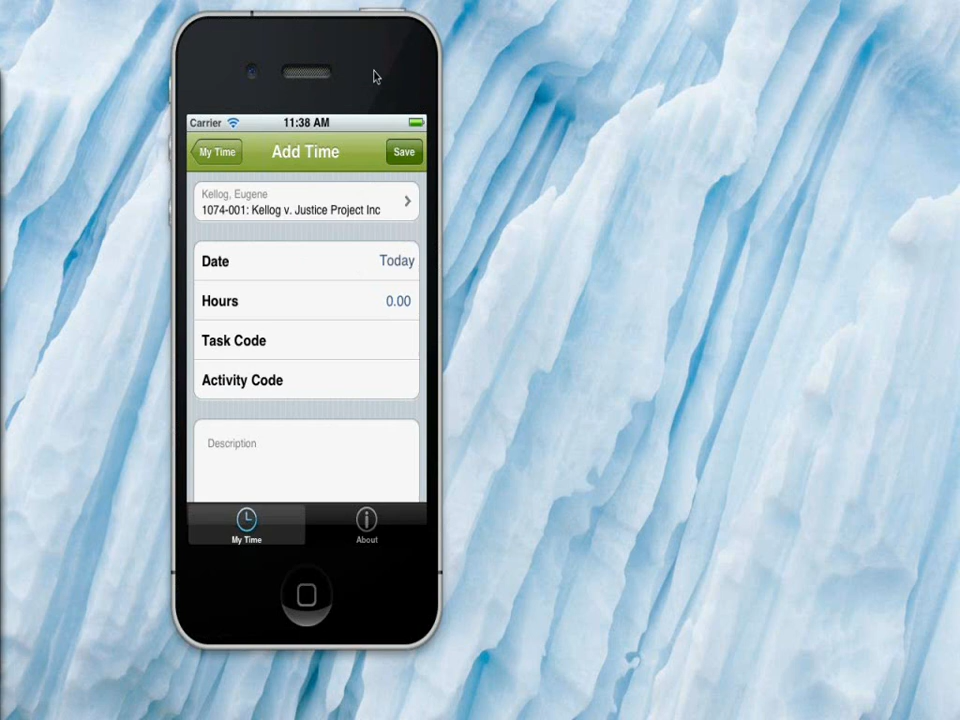 Carrier 11:38 AM
My Time Add Time Save
Kellog, Eugene
1074-001: Kellog v. Justice Project Inc
Date Today
Hours 0.00
Task Code
Activity Code
Description
My Time About